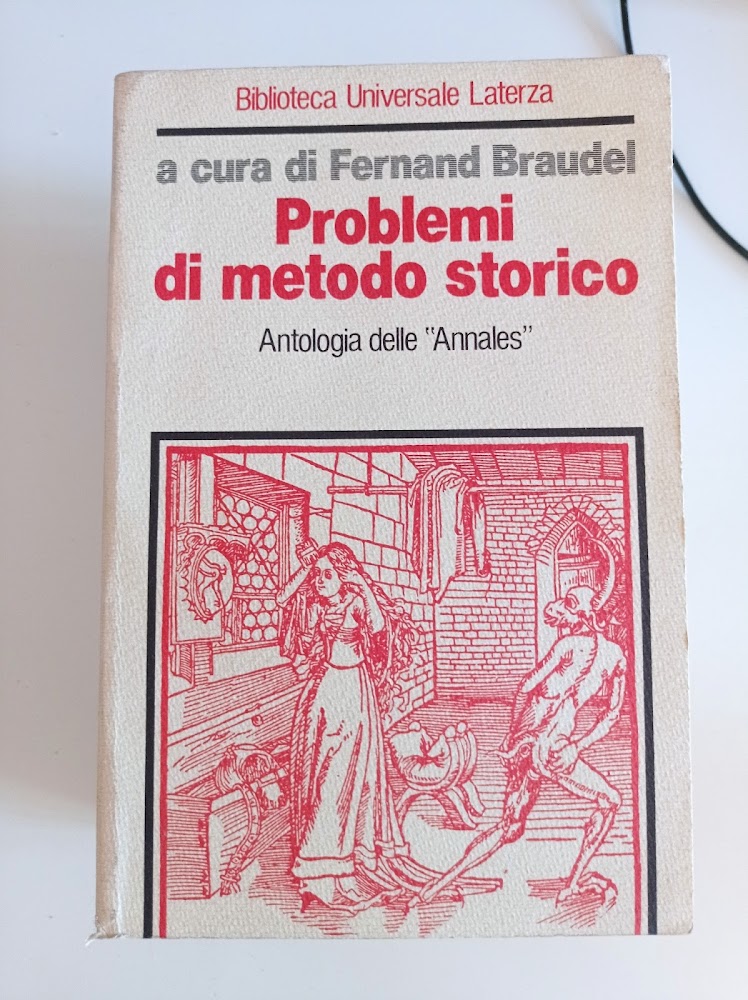 Biblioteca Universale Laterza
a cura di Fernand Braudel
Problemi
di metodo storico
Antologia delle "Annales"